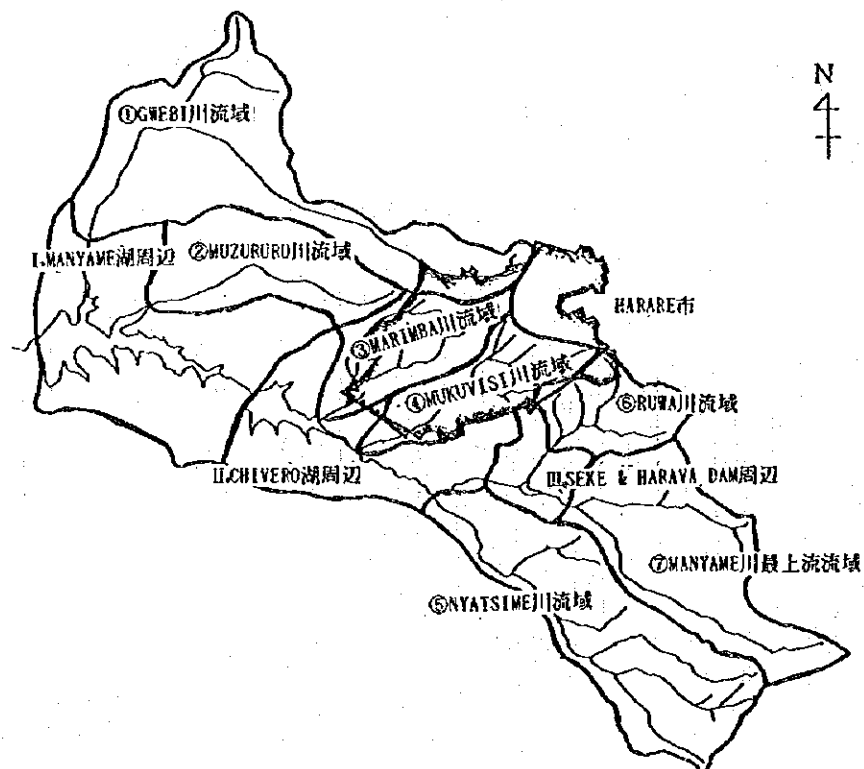 N
①GWEBI川流域
I.MANYAME湖周辺
②MUZURURO川流域
HARARE市
③MARIMBA川流域
④MUKUVISI川流域
⑥RUWA川流域
II.CHIVERO湖周辺
III.SEKE & HARAVA DAM周辺
⑦MANYAME川最上流流域
⑤NYATSIME川流域